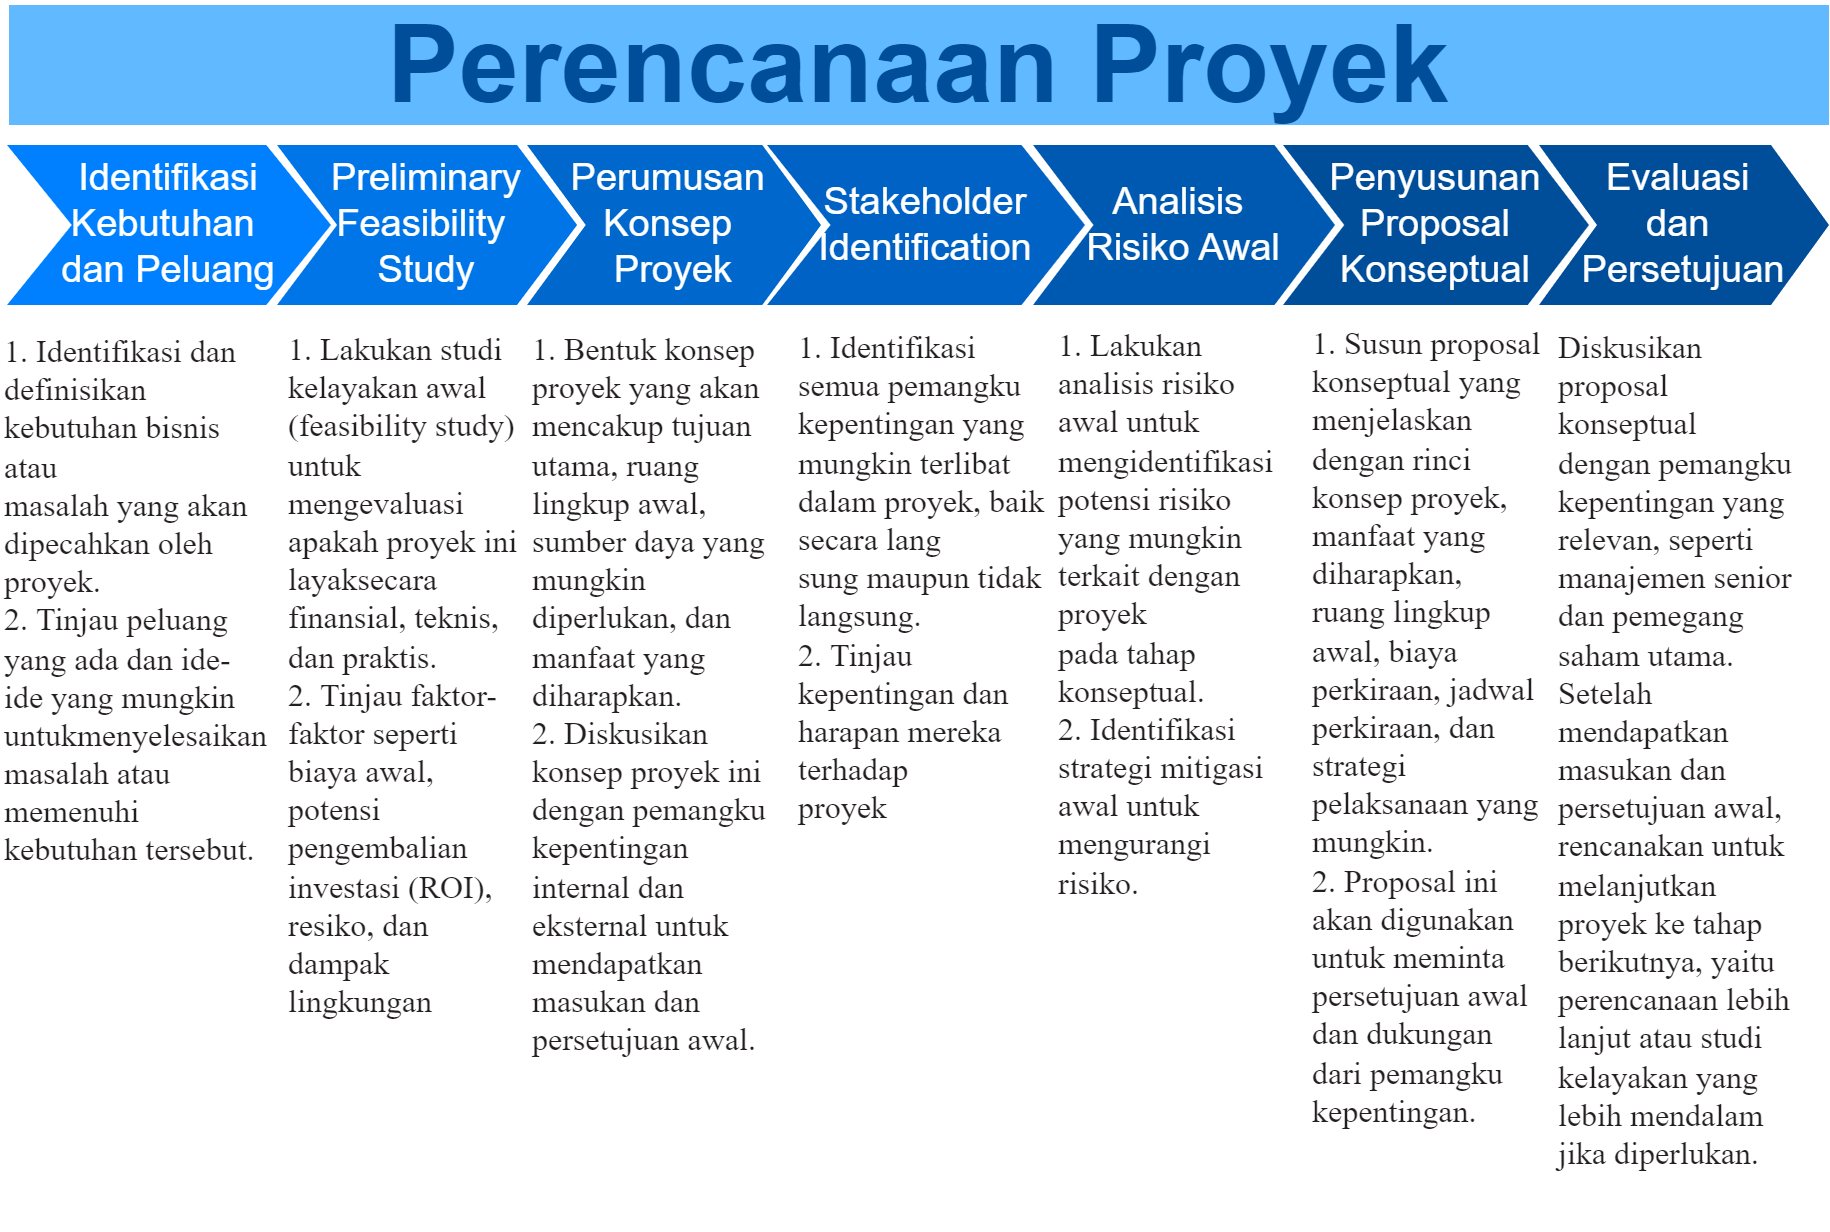 Perencanaan Proyek
Identifikasi
Kebutuhan
dan Peluang
Preliminary
Feasibility
Study
Perumusan
Konsep
Proyek
Stakeholder
Identification
Analisis
Risiko Awal
Penyusunan
Proposal
Konseptual
Evaluasi
dan
Persetujuan
1. Identifikasi dan
definisikan
kebutuhan bisnis
atau
masalah yang akan
dipecahkan oleh
proyek.
2. Tinjau peluang
yang ada dan ide-
ide yang mungkin
untukmenyelesaikan
masalah atau
memenuhi
kebutuhan tersebut.
1. Lakukan studi
kelayakan awal
(feasibility study)
untuk
mengevaluasi
apakah proyek ini
layaksecara
finansial, teknis,
dan praktis.
2. Tinjau faktor-
faktor seperti
biaya awal,
potensi
pengembalian
investasi (ROI),
resiko, dan
dampak
lingkungan
1. Bentuk konsep
proyek yang akan
mencakup tujuan
utama, ruang
lingkup awal,
sumber daya yang
mungkin
diperlukan, dan
manfaat yang
diharapkan.
2. Diskusikan
konsep proyek ini
dengan pemangku
kepentingan
internal dan
eksternal untuk
mendapatkan
masukan dan
persetujuan awal.
1. Identifikasi
semua pemangku
kepentingan yang
mungkin terlibat
dalam proyek, baik
secara lang
sung maupun tidak
langsung.
2. Tinjau
kepentingan dan
harapan mereka
terhadap
proyek
1. Lakukan
analisis risiko
awal untuk
mengidentifikasi
potensi risiko
yang mungkin
terkait dengan
proyek
pada tahap
konseptual.
2. Identifikasi
strategi mitigasi
awal untuk
mengurangi
risiko.
1. Susun proposal
konseptual yang
menjelaskan
dengan rinci
konsep proyek,
manfaat yang
diharapkan,
ruang lingkup
awal, biaya
perkiraan, jadwal
perkiraan, dan
strategi
pelaksanaan yang
mungkin.
2. Proposal ini
akan digunakan
untuk meminta
persetujuan awal
dan dukungan
dari pemangku
kepentingan.
Diskusikan
proposal
konseptual
dengan pemangku
kepentingan yang
relevan, seperti
manajemen senior
dan pemegang
saham utama.
Setelah
mendapatkan
masukan dan
persetujuan awal,
rencanakan untuk
melanjutkan
proyek ke tahap
berikutnya, yaitu
perencanaan lebih
lanjut atau studi
kelayakan yang
lebih mendalam
jika diperlukan.